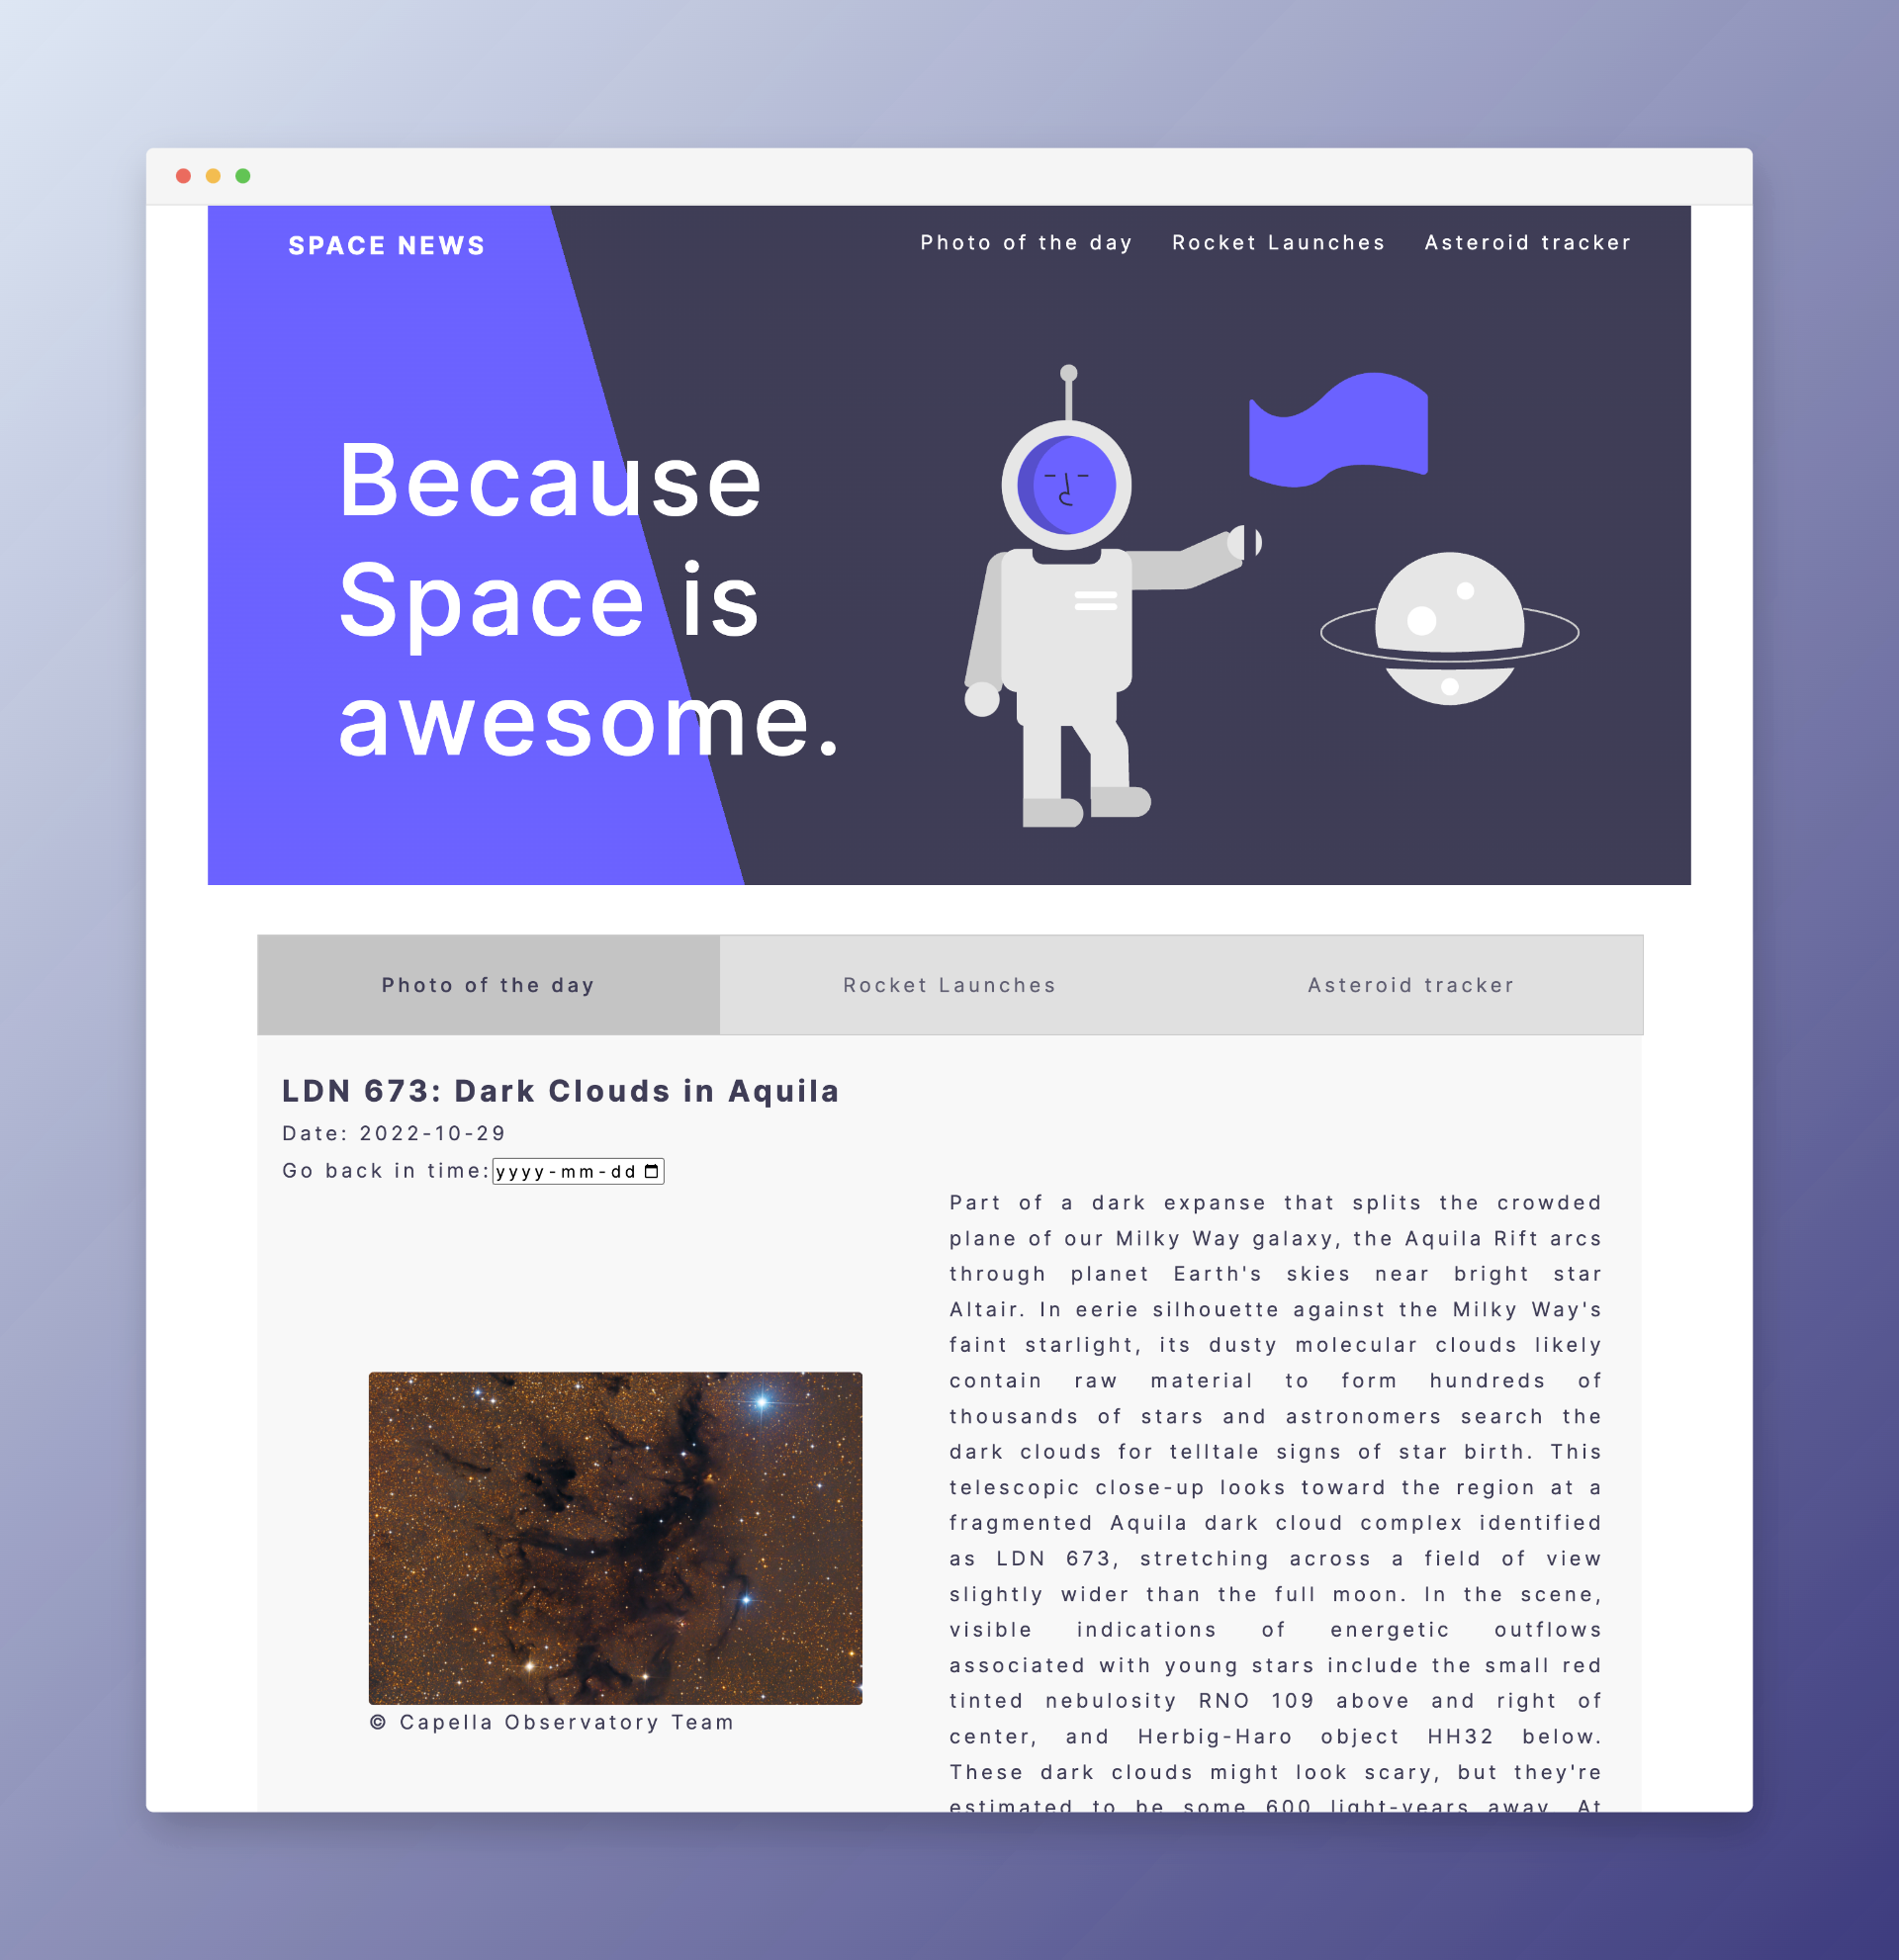 SPACE NEWS
Photo of the day Rocket Launches Asteroid tracker
Because
Space is
awesome.
Photo of the day Rocket Launches Asteroid tracker
LDN 673: Dark Clouds in Aquila
Date: 2022-10-29
Go back in time: yyyy-mm-dd
Part of a dark expanse that splits the crowded
plane of our Milky Way galaxy, the Aquila Rift arcs
through planet Earth's skies near bright star
Altair. In eerie silhouette against the Milky Way's
faint starlight, its dusty molecular clouds likely
contain raw material to form hundreds of
thousands of stars and astronomers search the
dark clouds for telltale signs of star birth. This
telescopic close-up looks toward the region at a
fragmented Aquila dark cloud complex identified
as LDN 673, stretching across a field of view
slightly wider than the full moon. In the scene,
visible indications of energetic outflows
associated with young stars include the small red
tinted nebulosity RNO 109 above and right of
center, and Herbig-Haro object HH32 below.
These dark clouds might look scary, but they're
estimated to be some 600 light-years away. At
© Capella Observatory Team